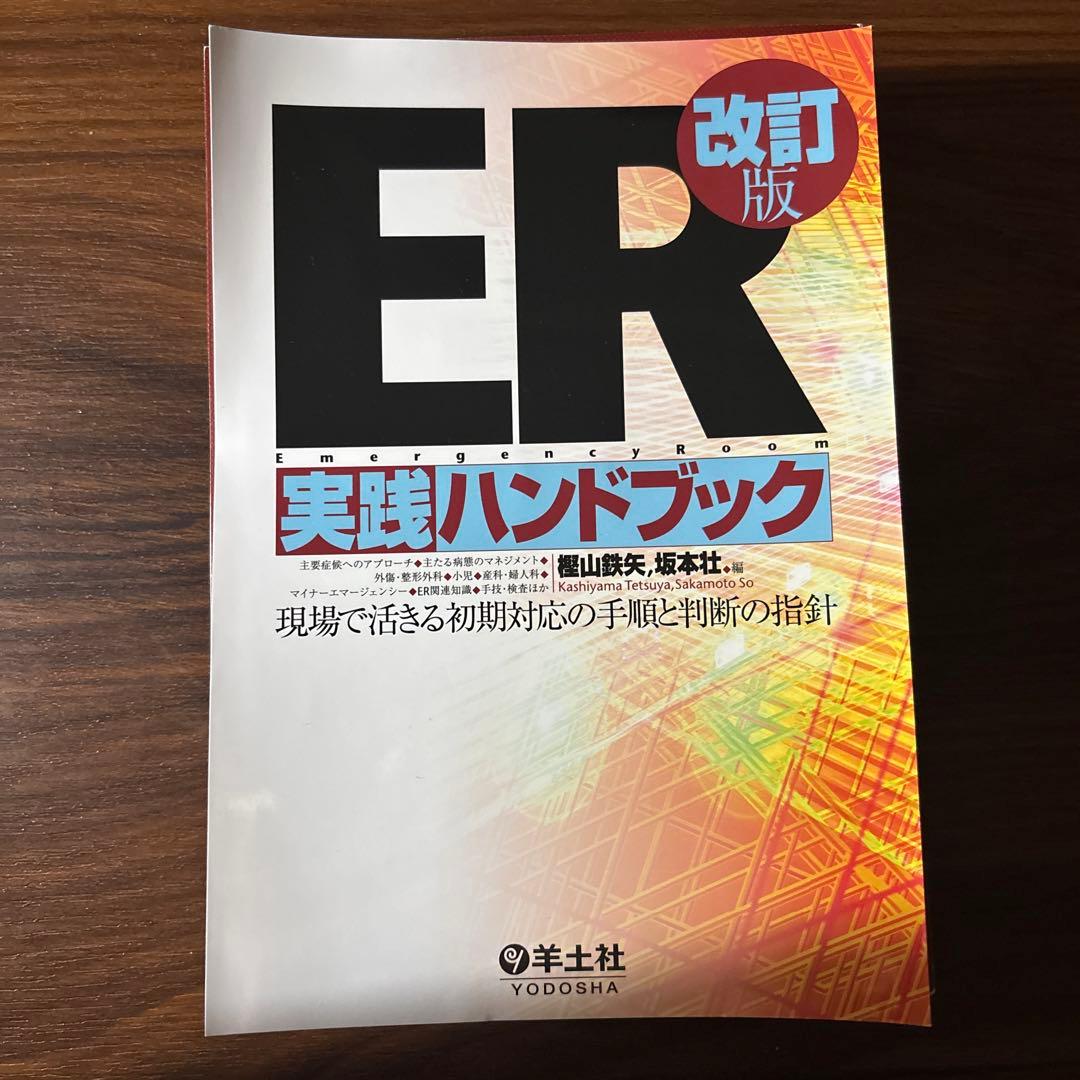 ER
改訂
版
Emergency Room
実践ハンドブック
主要症候へのアプローチ◆主たる病態のマネジメント◆
外傷・整形外科◆小児◆産科・婦人科◆
マイナーエマージェンシー◆ER関連知識◆手技・検査ほか
樫山鉄矢,坂本壮◆編
Kashiyama Tetsuya,Sakamoto So
現場で活きる初期対応の手順と判断の指針
羊土社
YODOSHA